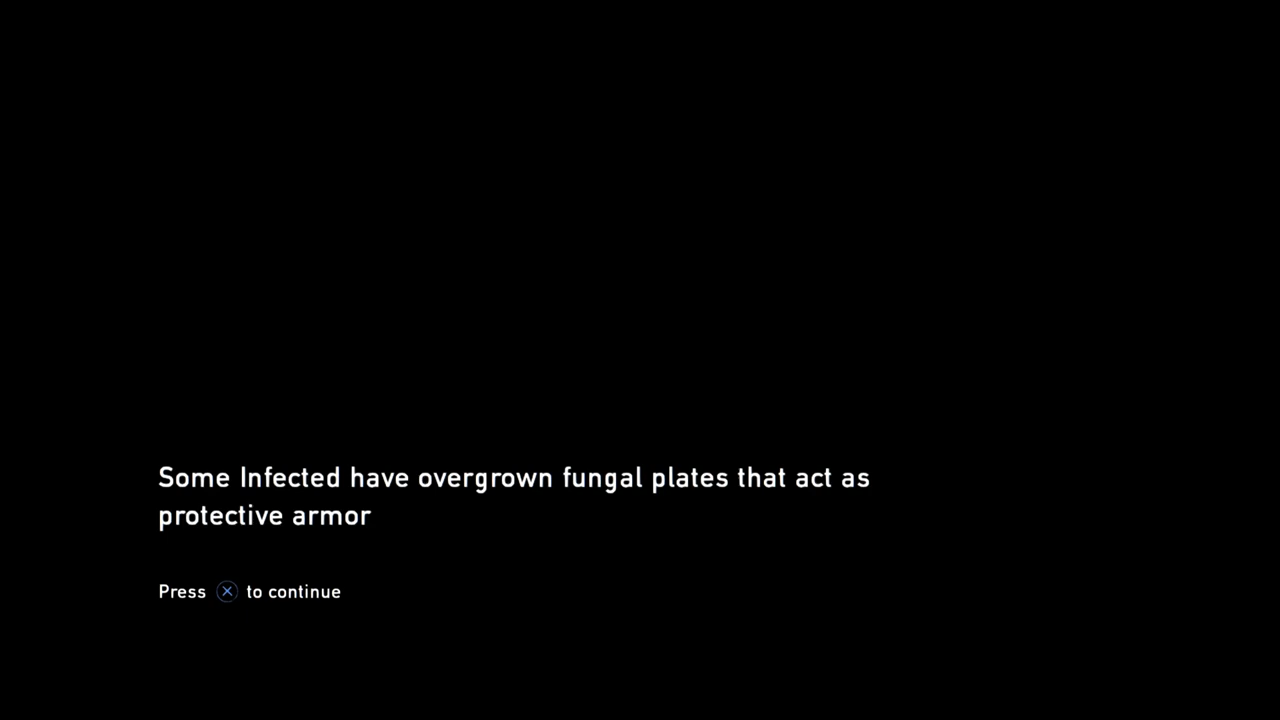 Some Infected have overgrown fungal plates that act as
protective armor
Press ⓧ to continue